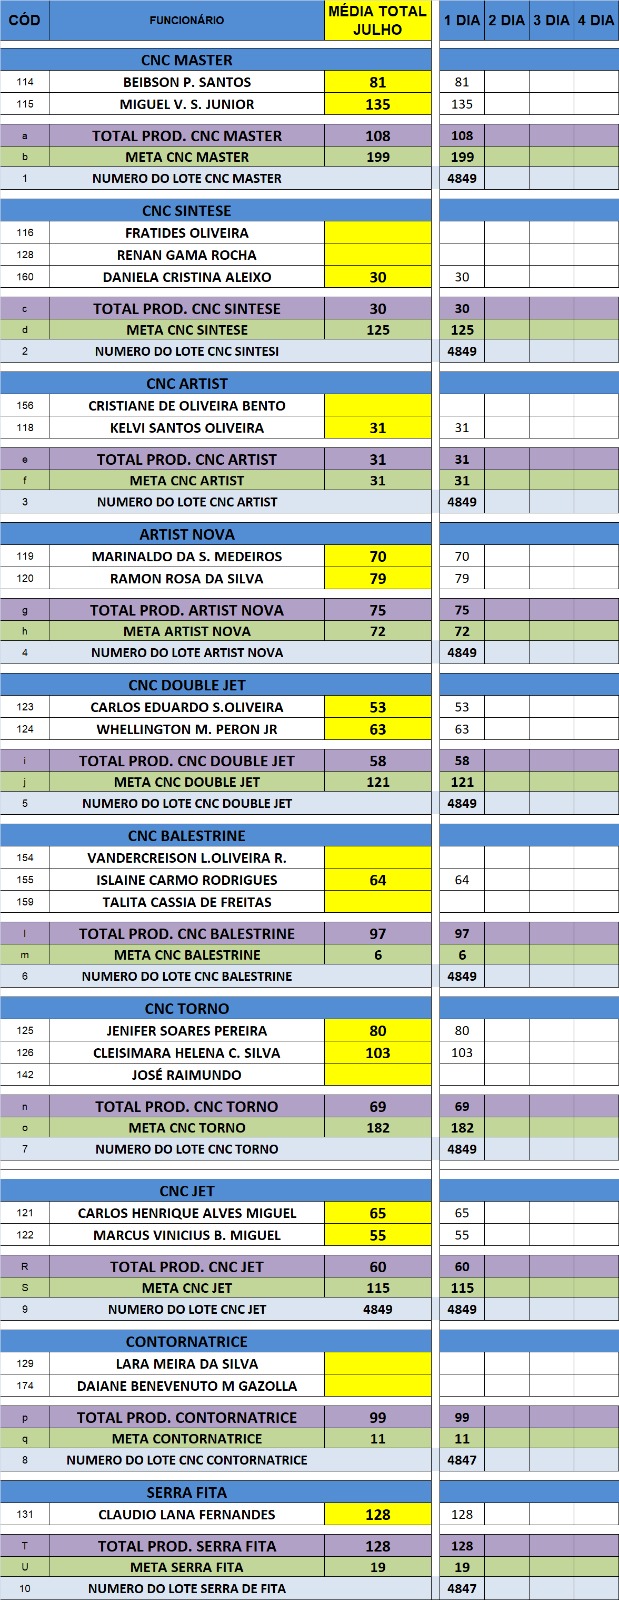 CÓD FUNCIONÁRIO MÉDIA TOTAL JULHO 1 DIA 2 DIA 3 DIA 4 DIA
CNC MASTER
114 BEIBSON P. SANTOS 81 81
115 MIGUEL V. S. JUNIOR 135 135
a TOTAL PROD. CNC MASTER 108 108
b META CNC MASTER 199 199
1 NUMERO DO LOTE CNC MASTER 4849
CNC SINTESE
116 FRATIDES OLIVEIRA
128 RENAN GAMA ROCHA
160 DANIELA CRISTINA ALEIXO 30 30
c TOTAL PROD. CNC SINTESE 30 30
d META CNC SINTESE 125 125
2 NUMERO DO LOTE CNC SINTESI 4849
CNC ARTIST
156 CRISTIANE DE OLIVEIRA BENTO
118 KELVI SANTOS OLIVEIRA 31 31
e TOTAL PROD. CNC ARTIST 31 31
f META CNC ARTIST 31 31
3 NUMERO DO LOTE CNC ARTIST 4849
ARTIST NOVA
119 MARINALDO DA S. MEDEIROS 70 70
120 RAMON ROSA DA SILVA 79 79
g TOTAL PROD. ARTIST NOVA 75 75
h META ARTIST NOVA 72 72
4 NUMERO DO LOTE ARTIST NOVA 4849
CNC DOUBLE JET
123 CARLOS EDUARDO S.OLIVEIRA 53 53
124 WHELLINGTON M. PERON JR 63 63
i TOTAL PROD. CNC DOUBLE JET 58 58
j META CNC DOUBLE JET 121 121
5 NUMERO DO LOTE CNC DOUBLE JET 4849
CNC BALESTRINE
154 VANDERCREISON L.OLIVEIRA R.
155 ISLAINE CARMO RODRIGUES 64 64
159 TALITA CASSIA DE FREITAS
l TOTAL PROD. CNC BALESTRINE 97 97
m META CNC BALESTRINE 6 6
6 NUMERO DO LOTE CNC BALESTRINE 4849
CNC TORNO
125 JENIFER SOARES PEREIRA 80 80
126 CLEISIMARA HELENA C. SILVA 103 103
142 JOSÉ RAIMUNDO
n TOTAL PROD. CNC TORNO 69 69
o META CNC TORNO 182 182
7 NUMERO DO LOTE CNC TORNO 4849
CNC JET
121 CARLOS HENRIQUE ALVES MIGUEL 65 65
122 MARCUS VINICIUS B. MIGUEL 55 55
R TOTAL PROD. CNC JET 60 60
S META CNC JET 115 115
9 NUMERO DO LOTE CNC JET 4849 4849
CONTORNATRICE
129 LARA MEIRA DA SILVA
174 DAIANE BENEVENUTO M GAZOLLA
p TOTAL PROD. CONTORNATRICE 99 99
q META CONTORNATRICE 11 11
8 NUMERO DO LOTE CNC CONTORNATRICE 4847
SERRA FITA
131 CLAUDIO LANA FERNANDES 128 128
T TOTAL PROD. SERRA FITA 128 128
U META SERRA FITA 19 19
10 NUMERO DO LOTE SERRA DE FITA 4847